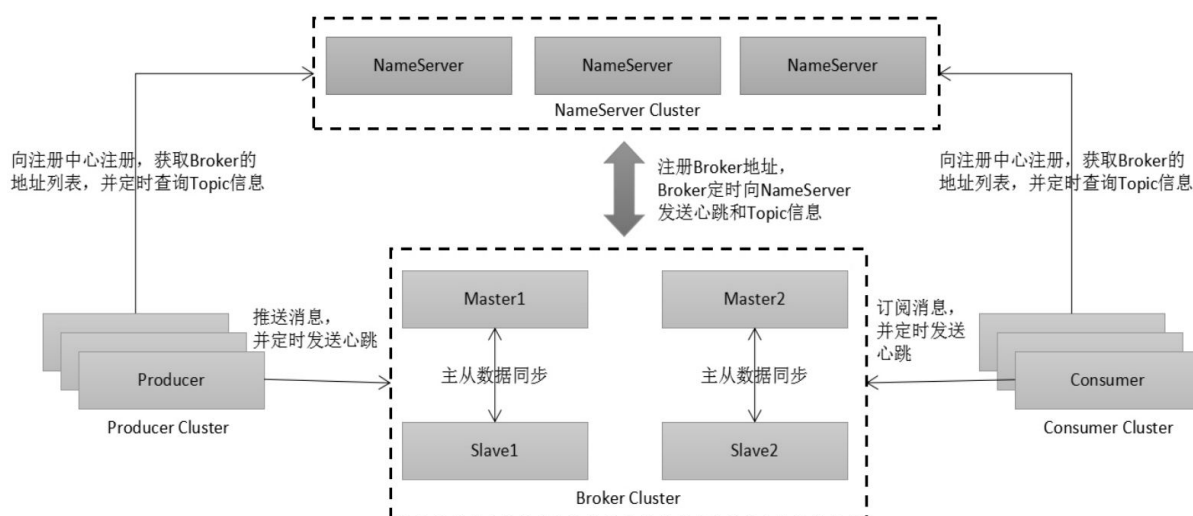 NameServer
NameServer
NameServer
NameServer Cluster
向注册中心注册，获取Broker的
地址列表，并定时查询Topic信息
注册Broker地址，
Broker定时向NameServer
发送心跳和Topic信息
向注册中心注册，获取Broker的
地址列表，并定时查询Topic信息
Master1
Master2
推送消息，
并定时发送心跳
订阅消息，
并定时发送
心跳
Producer
主从数据同步
主从数据同步
Consumer
Producer Cluster
Consumer Cluster
Slave1
Slave2
Broker Cluster